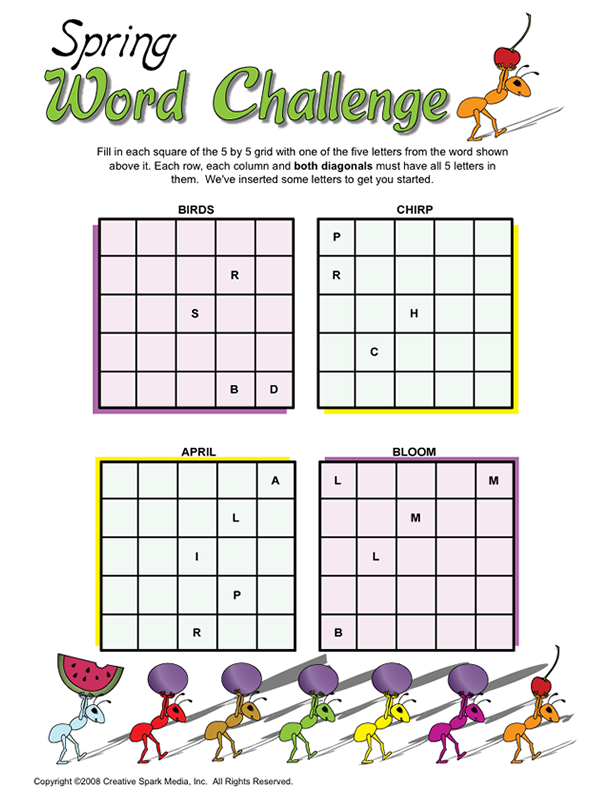 Spring
Word Challenge
Fill in each square of the 5 by 5 grid with one of the five letters from the word shown
above it. Each row, each column and both diagonals must have all 5 letters in
them.  We've inserted some letters to get you started.
BIRDS
R
S
B D
CHIRP
P
R
H
C
APRIL
A
L
I
P
R
BLOOM
L M
M
L
B
Copyright ©2008 Creative Spark Media, Inc.  All Rights Reserved.